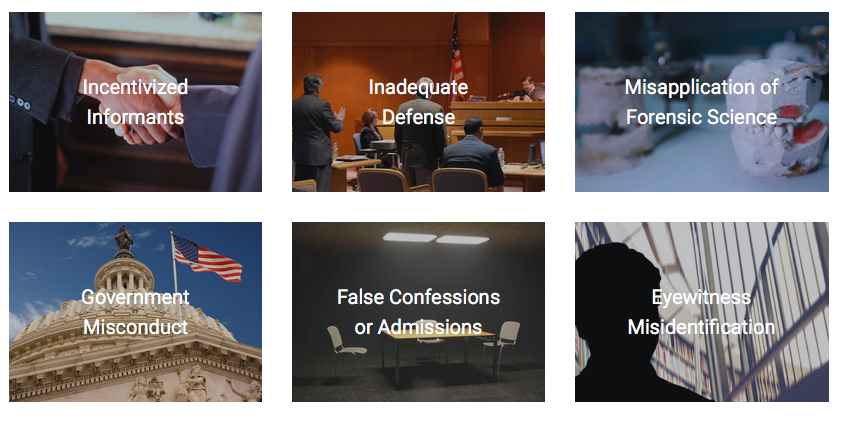 Incentivized
Informants
Inadequate
Defense
Misapplication of
Forensic Science
Government
Misconduct
False Confessions
or Admissions
Eyewitness
Misidentification